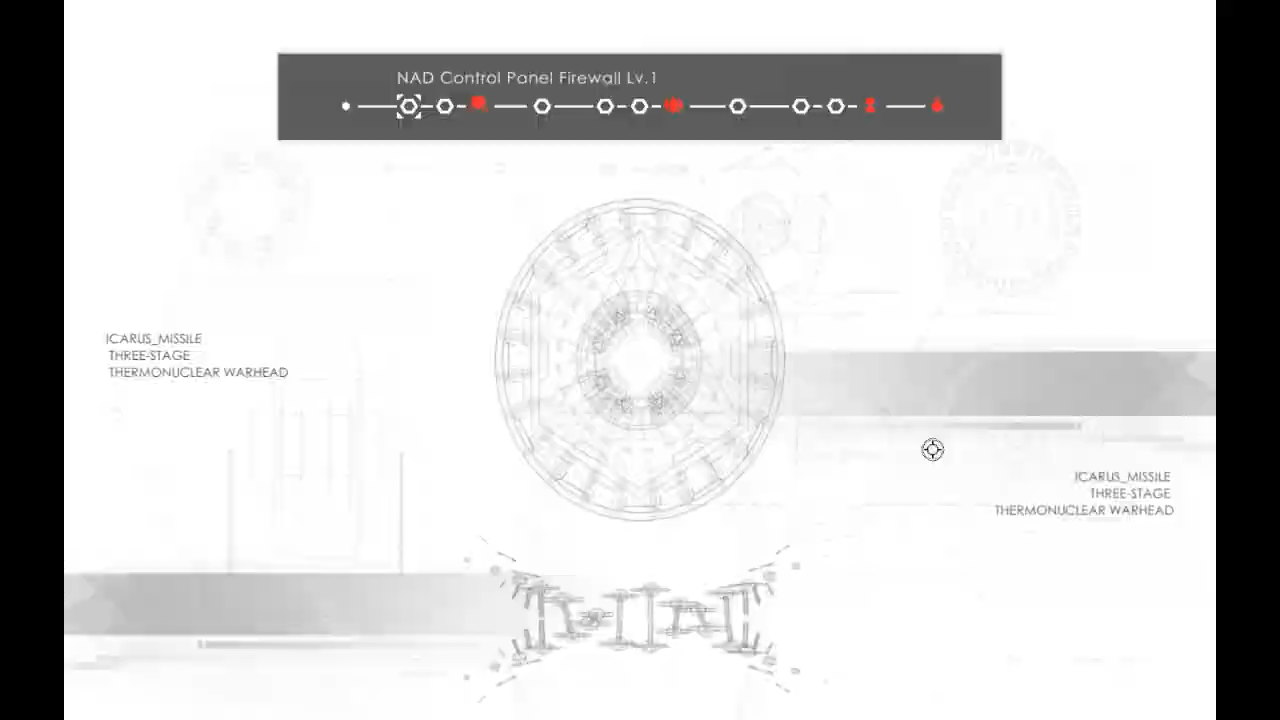 NAD Control Panel Firewall Lv.1
ICARUS_MISSILE
THREE-STAGE
THERMONUCLEAR WARHEAD
ICARUS_MISSILE
THREE-STAGE
THERMONUCLEAR WARHEAD